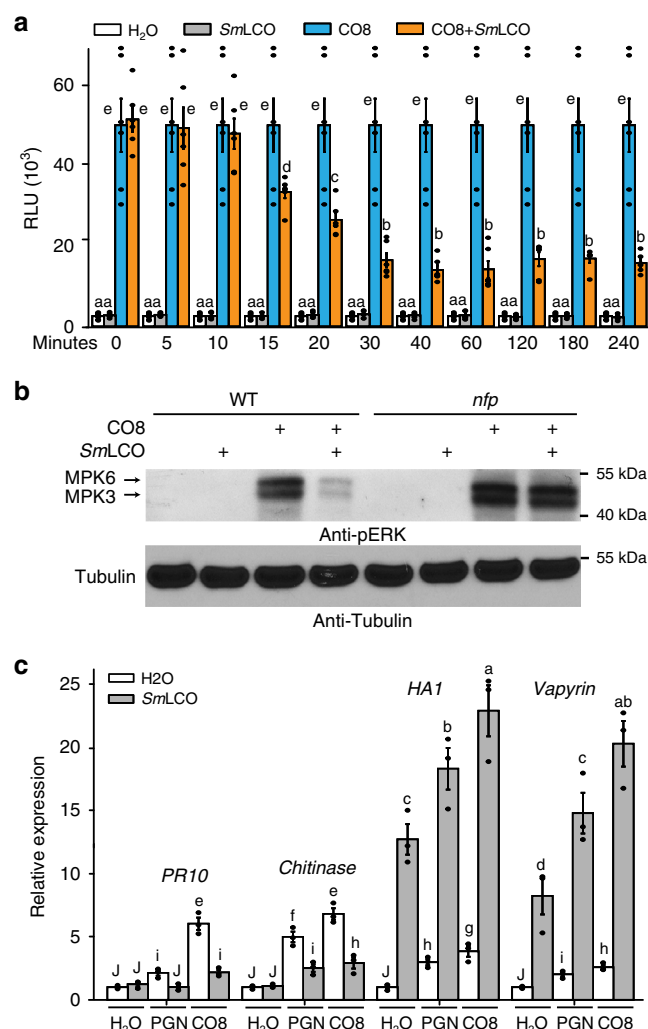 a
H2O SmLCO CO8 CO8+SmLCO
RLU (10³)
60
40
20
0
e e e e e e e e e e e
d c b b b b b b
aa aa aa aa aa aa aa aa aa aa aa
Minutes 0 5 10 15 20 30 40 60 120 180 240
b
WT nfp
CO8 + + + +
SmLCO + + + +
MPK6
MPK3
55 kDa
40 kDa
Anti-pERK
Tubulin
55 kDa
Anti-Tubulin
c
H2O
SmLCO
Relative expression
25
20
15
10
5
0
PR10 Chitinase HA1 Vapyrin
J J i J e i
J J f i e h
J c h b g a
J d i c h ab
H2O PGN CO8 H2O PGN CO8 H2O PGN CO8 H2O PGN CO8